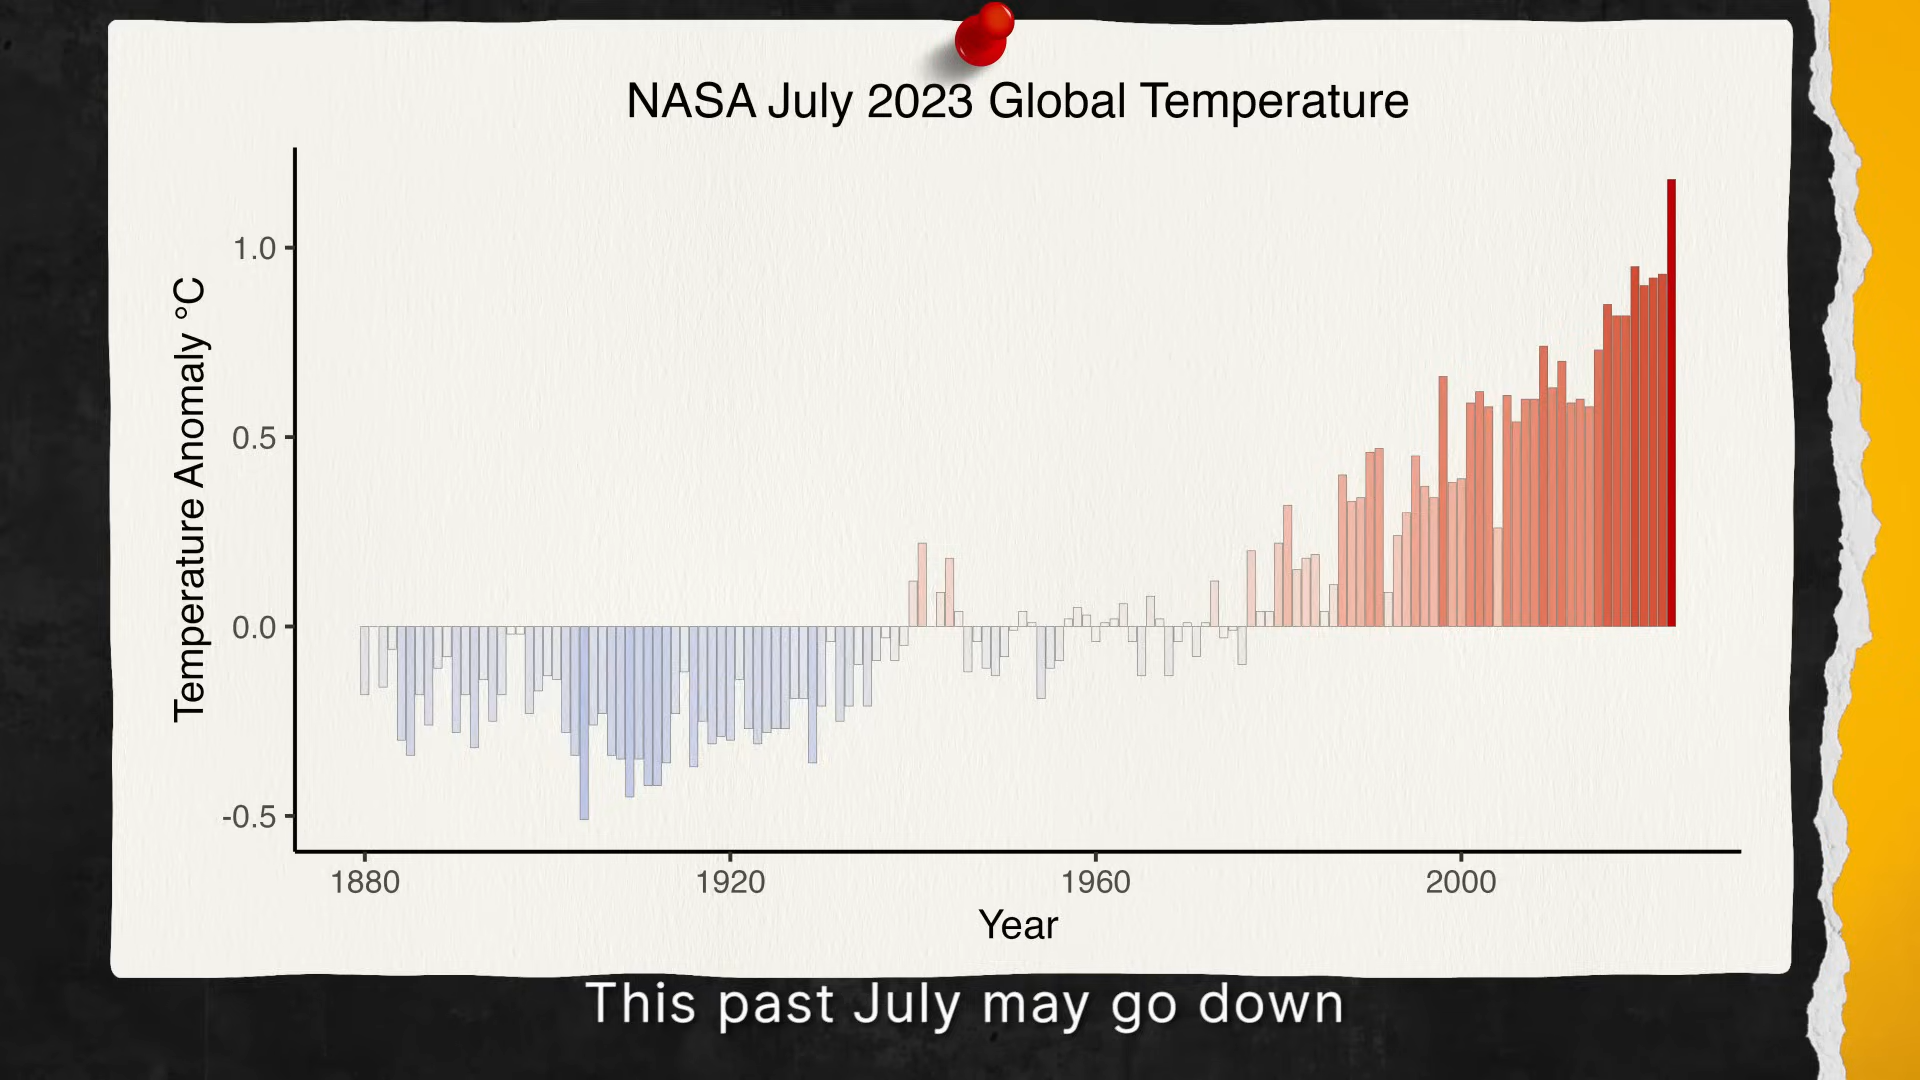 NASA July 2023 Global Temperature
Temperature Anomaly °C
1.0
0.5
0.0
-0.5
1880
1920
1960
2000
Year
This past July may go down